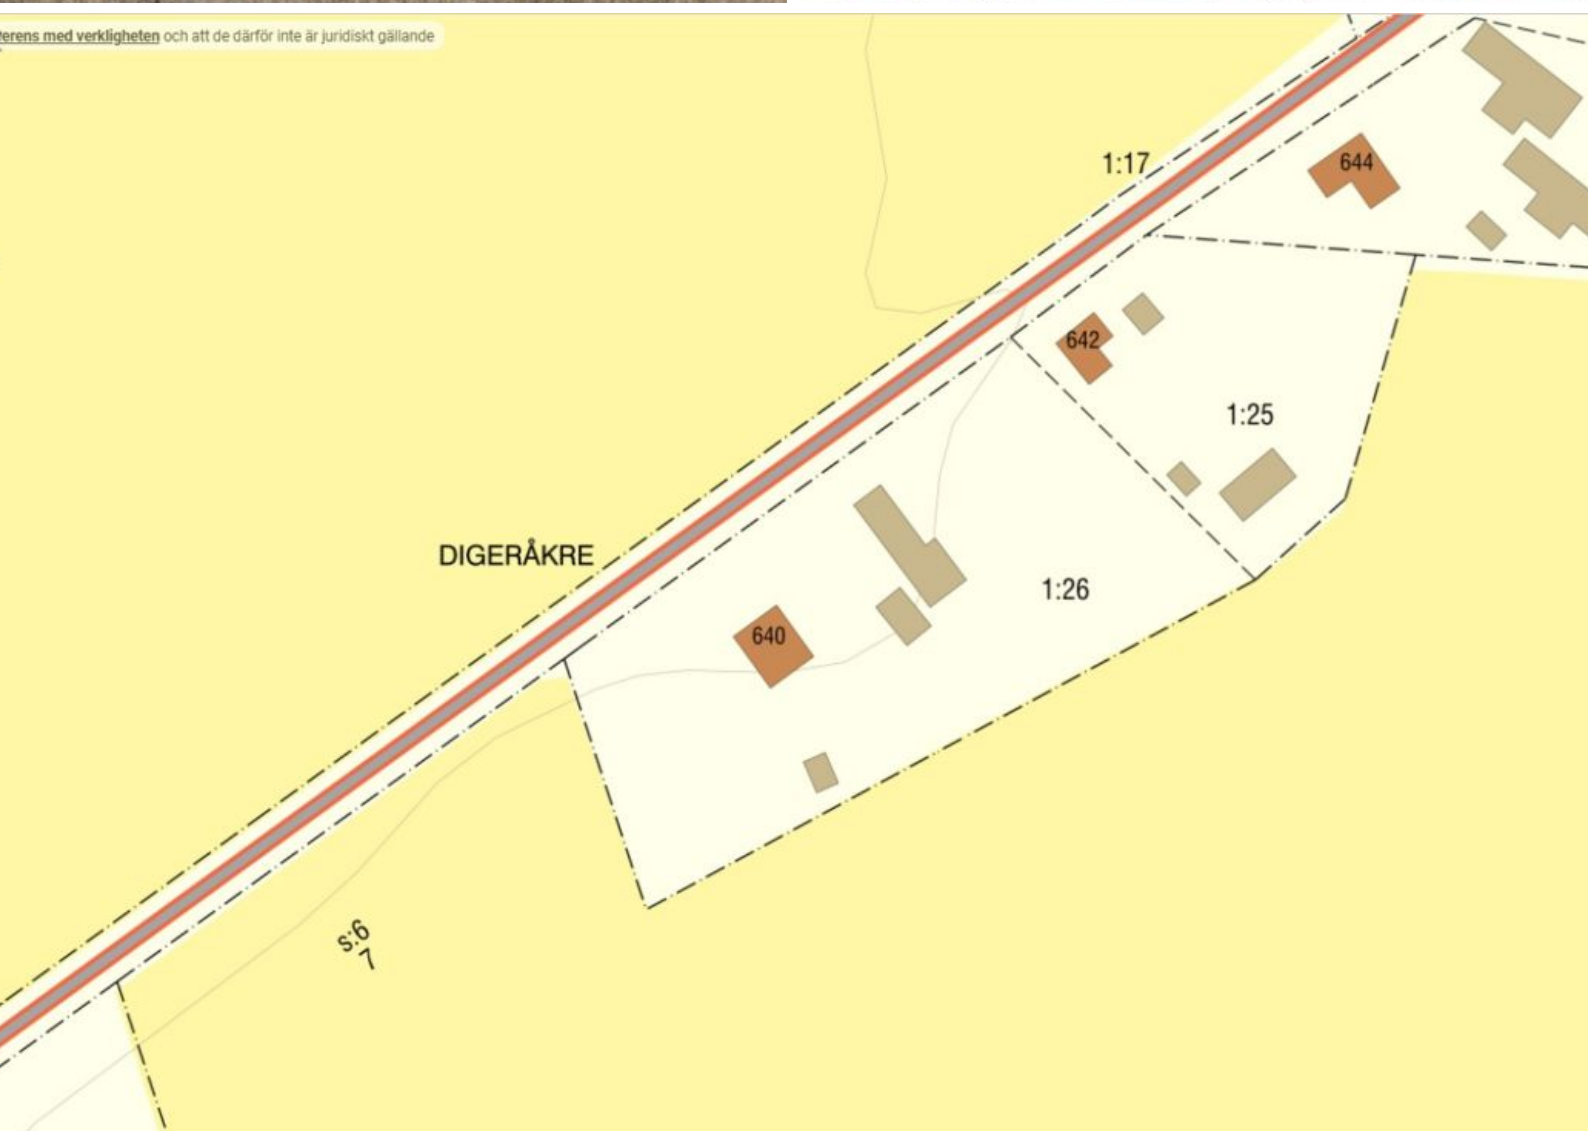 erens med verkligheten och att de därför inte är juridiskt gällande
1:17
644
642
1:25
DIGERÅKRE
1:26
640
s:6
7